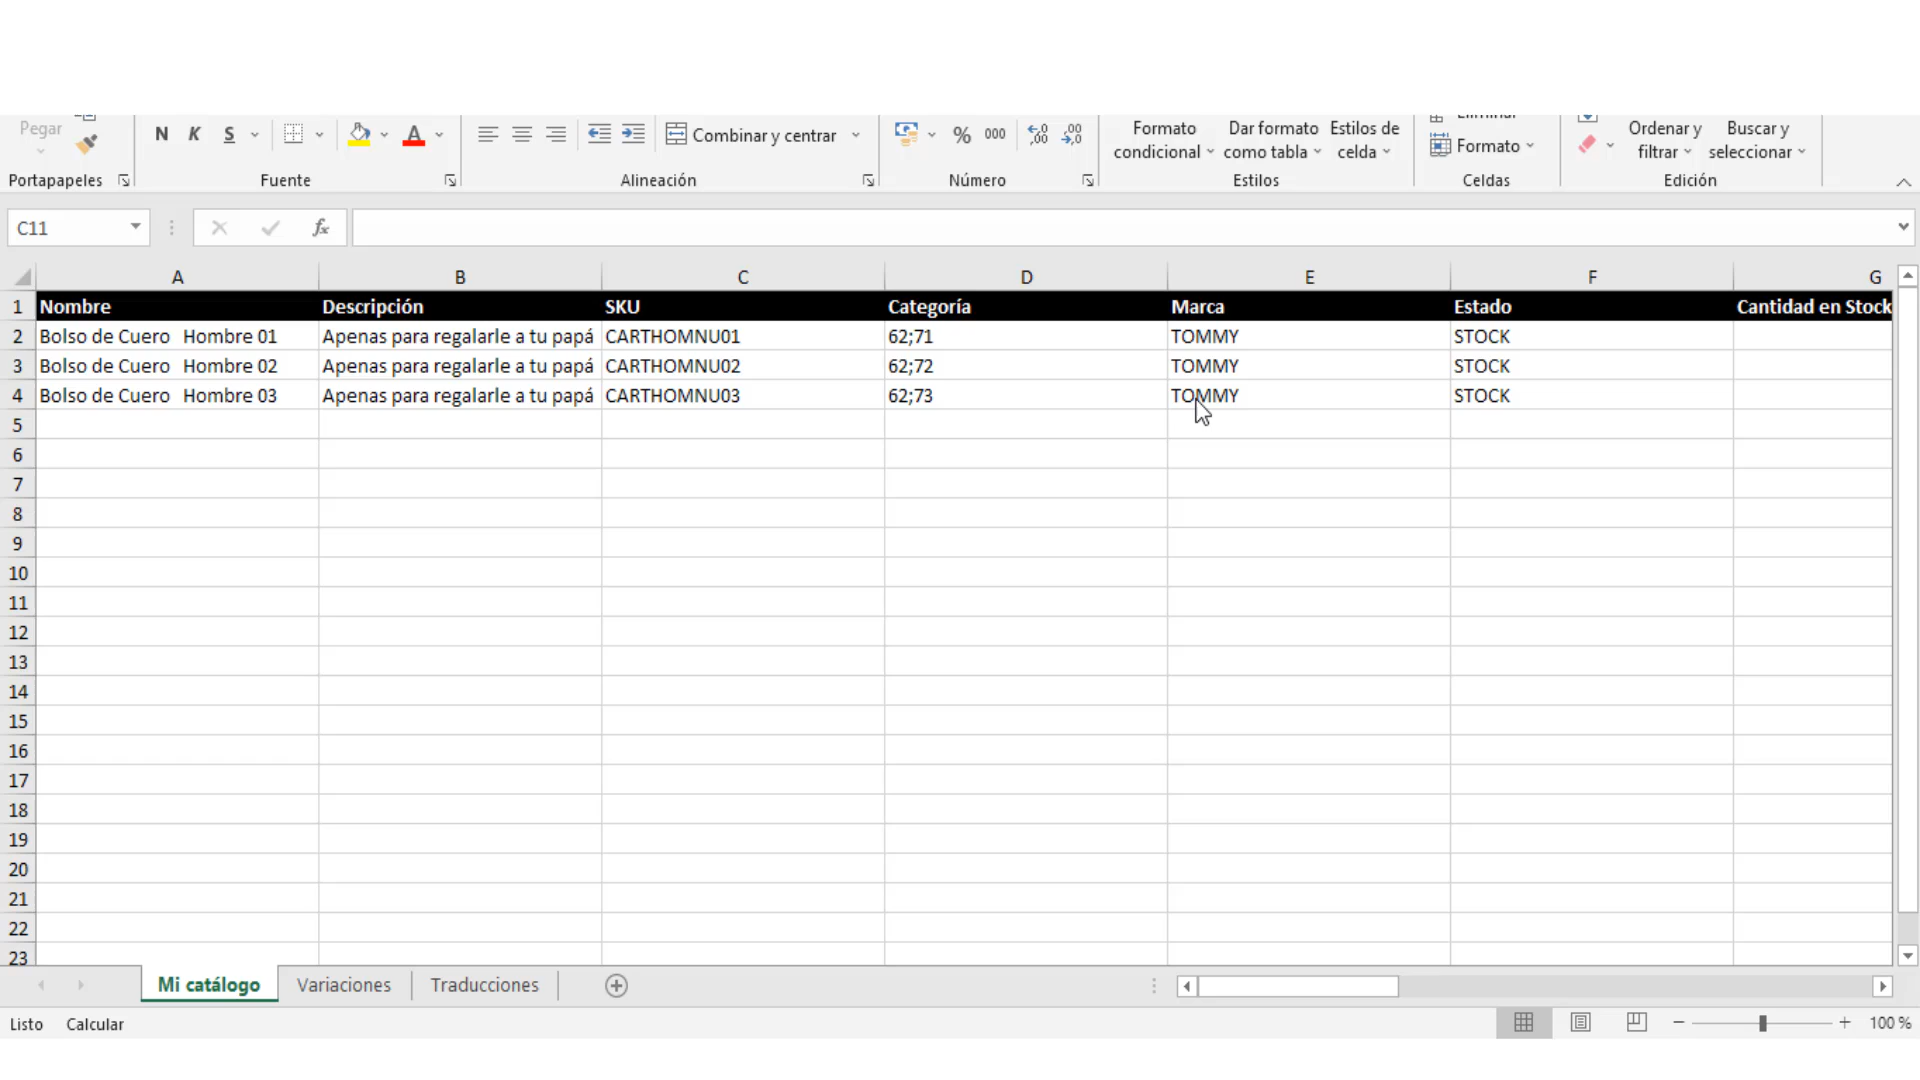 Pegar
N K S A
Combinar y centrar
% 000
Formato condicional
Dar formato como tabla
Estilos de celda
Eliminar
Formato
Ordenar y filtrar
Buscar y seleccionar
Portapapeles Fuente Alineación Número Estilos Celdas Edición
C11 fx
A B C D E F G
1 Nombre Descripción SKU Categoría Marca Estado Cantidad en Stock
2 Bolso de Cuero Hombre 01 Apenas para regalarle a tu papá CARTHOMNU01 62;71 TOMMY STOCK
3 Bolso de Cuero Hombre 02 Apenas para regalarle a tu papá CARTHOMNU02 62;72 TOMMY STOCK
4 Bolso de Cuero Hombre 03 Apenas para regalarle a tu papá CARTHOMNU03 62;73 TOMMY STOCK
5
6
7
8
9
10
11
12
13
14
15
16
17
18
19
20
21
22
23
Mi catálogo Variaciones Traducciones
Listo Calcular 100 %